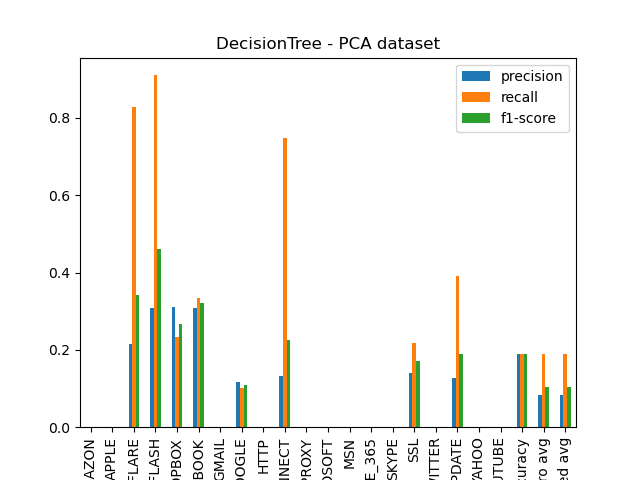 DecisionTree - PCA dataset
precision
recall
f1-score
0.8
0.6
0.4
0.2
0.0
AZON
APPLE
FLARE
FLASH
OPBOX
BOOK
GMAIL
OOGLE
HTTP
NNECT
PROXY
OSOFT
MSN
E_365
SKYPE
SSL
ITTER
PDATE
YAHOO
UTUBE
curacy
ro avg
ed avg